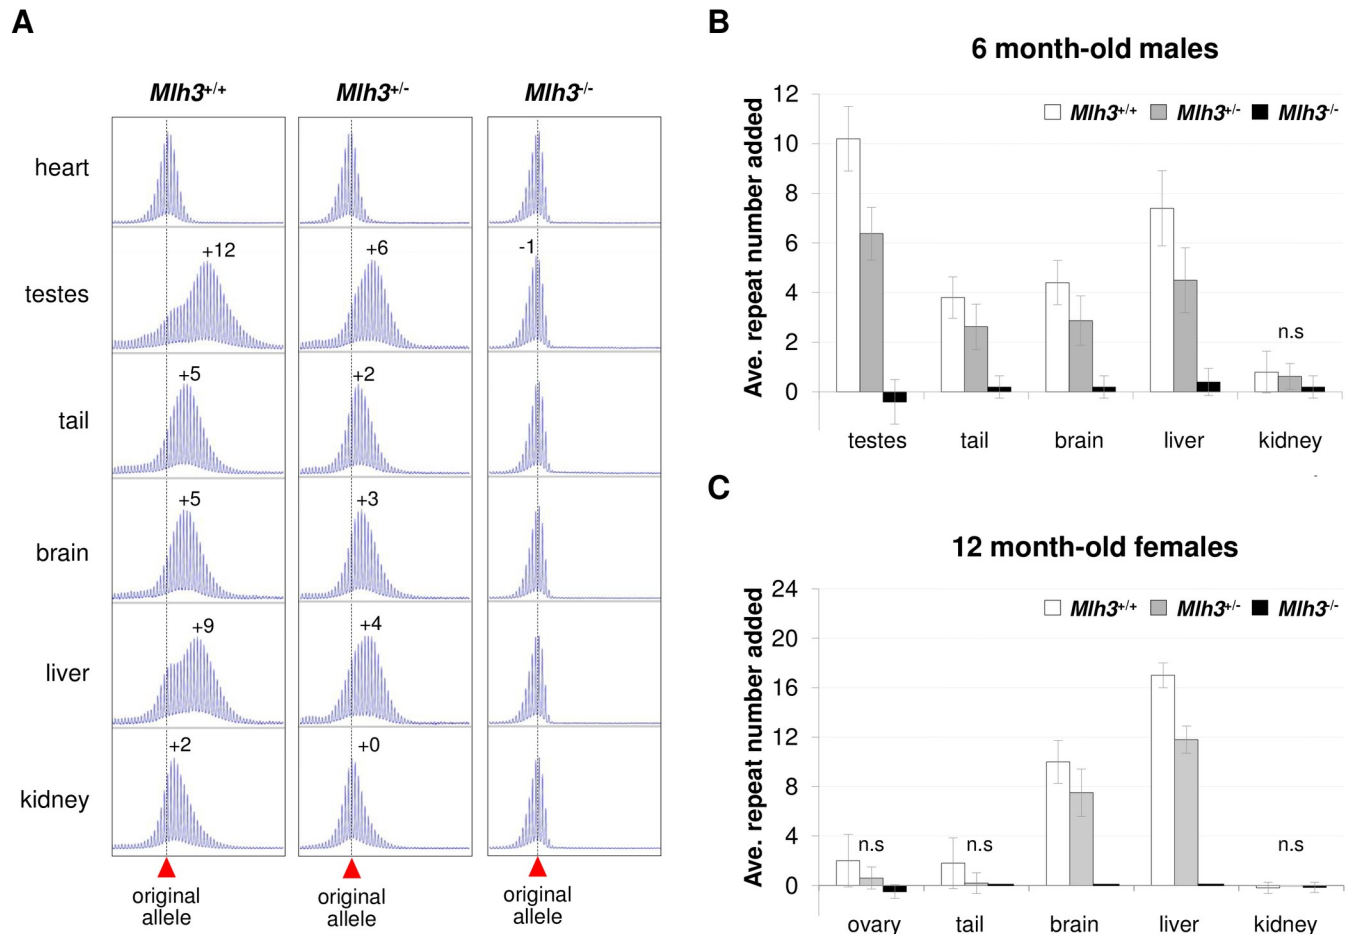 A
Mlh3+/+ Mlh3+/- Mlh3-/-
heart
testes +12 +6 -1
tail +5 +2
brain +5 +3
liver +9 +4
kidney +2 +0
original allele
original allele
original allele
B
6 month-old males
Ave. repeat number added
Mlh3+/+ Mlh3+/- Mlh3-/-
12
10
8
6
4
2
0
n.s
testes tail brain liver kidney
C
12 month-old females
Ave. repeat number added
Mlh3+/+ Mlh3+/- Mlh3-/-
24
20
16
12
8
4
0
n.s n.s n.s
ovary tail brain liver kidney